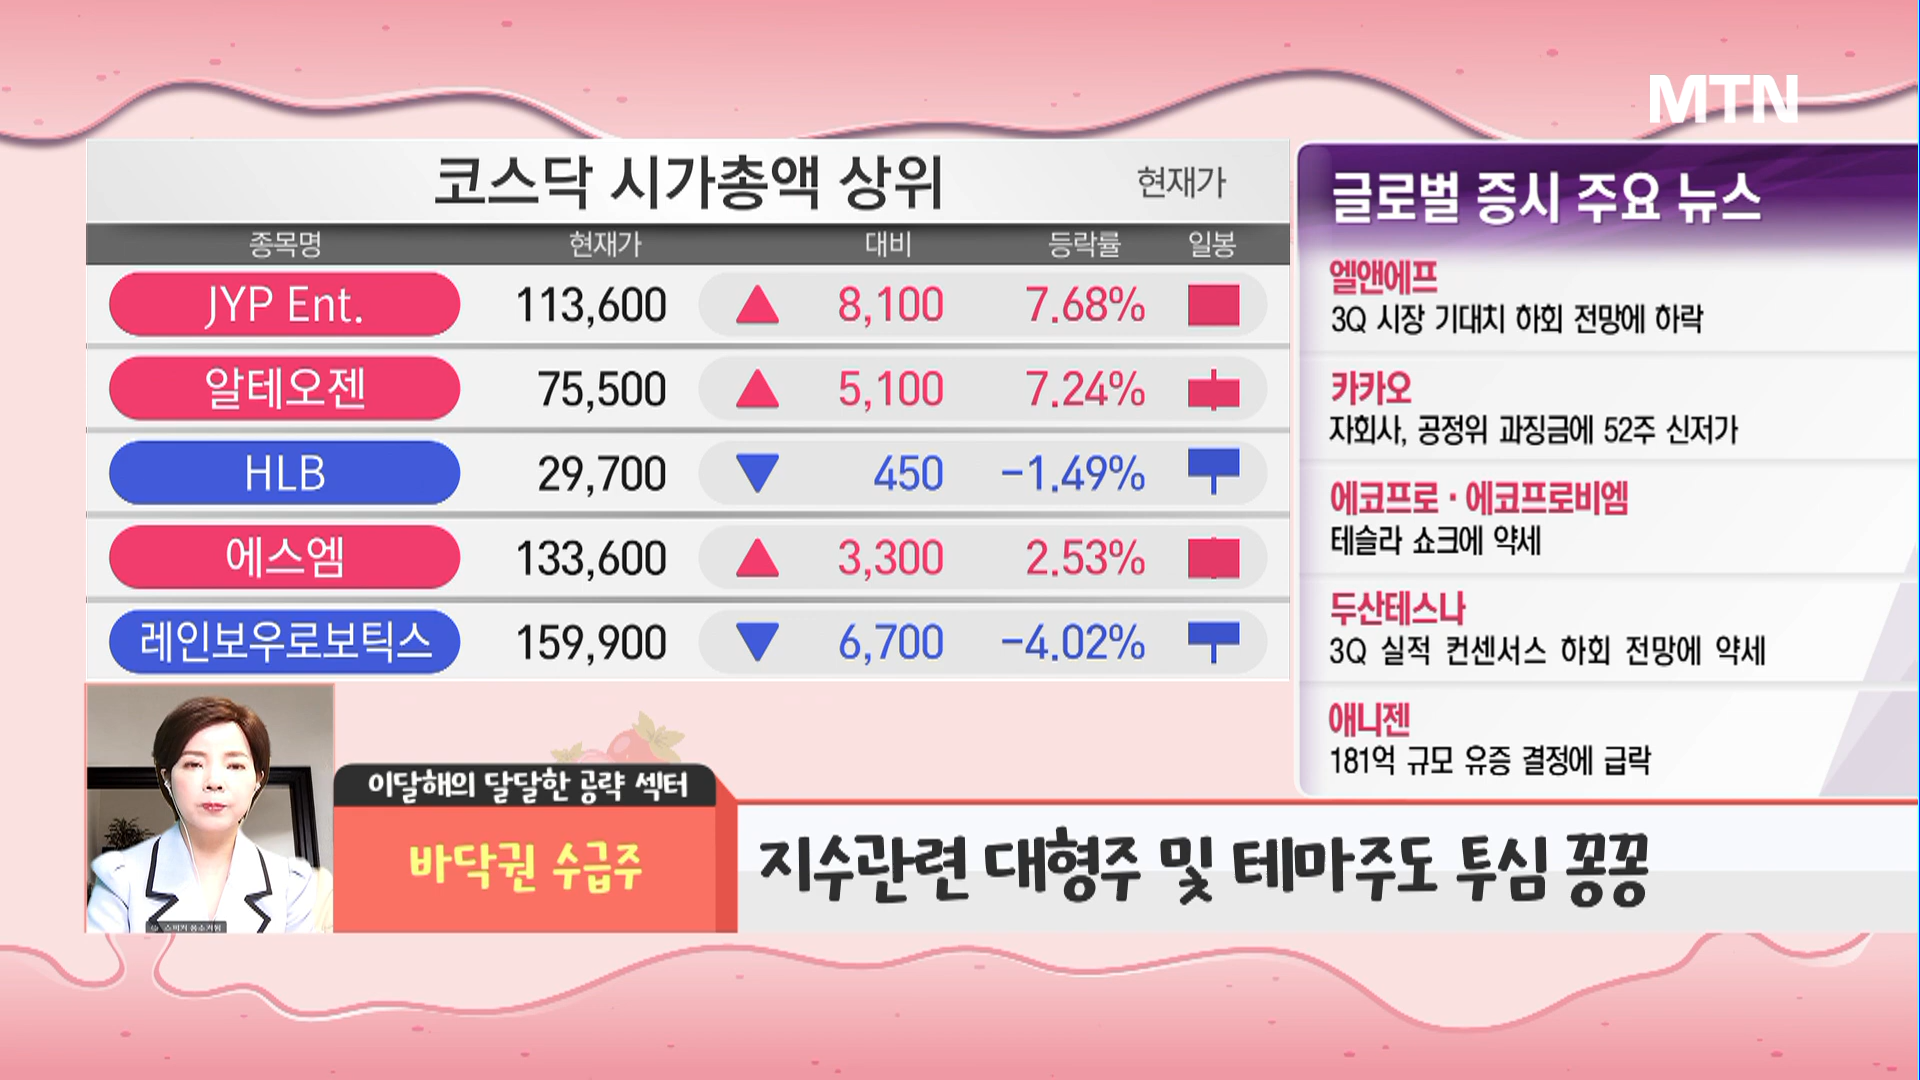 MTN
코스닥 시가총액 상위 현재가
종목명 현재가 대비 등락률 일봉
JYP Ent. 113,600 ▲ 8,100 7.68%
알테오젠 75,500 ▲ 5,100 7.24%
HLB 29,700 ▼ 450 -1.49%
에스엠 133,600 ▲ 3,300 2.53%
레인보우로보틱스 159,900 ▼ 6,700 -4.02%
글로벌 증시 주요 뉴스
엘앤에프
3Q 시장 기대치 하회 전망에 하락
카카오
자회사, 공정위 과징금에 52주 신저가
에코프로·에코프로비엠
테슬라 쇼크에 약세
두산테스나
3Q 실적 컨센서스 하회 전망에 약세
애니젠
181억 규모 유증 결정에 급락
이달해의 달달한 공략 섹터
바닥권 수급주
지수관련 대형주 및 테마주도 투심 꽁꽁